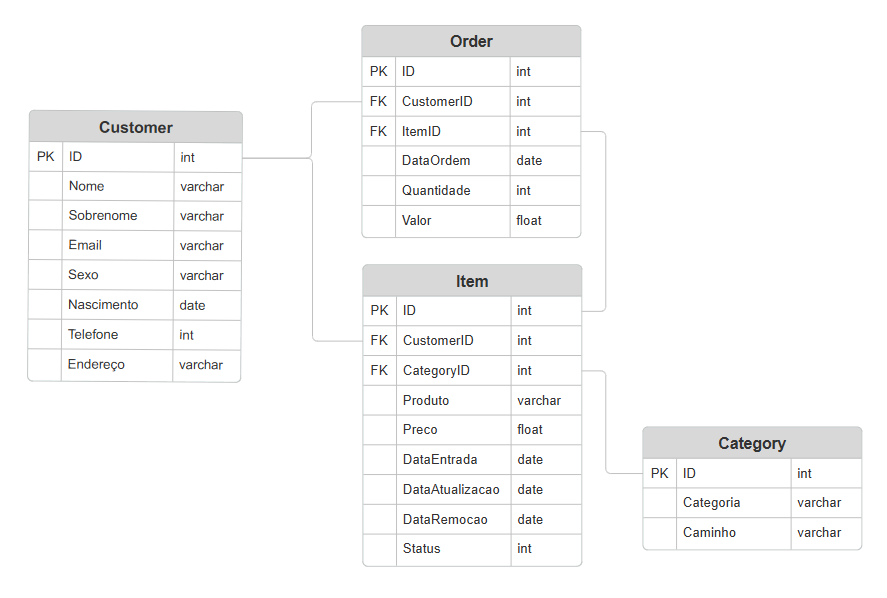 Customer
PK ID int
Nome varchar
Sobrenome varchar
Email varchar
Sexo varchar
Nascimento date
Telefone int
Endereço varchar
Order
PK ID int
FK CustomerID int
FK ItemID int
DataOrdem date
Quantidade int
Valor float
Item
PK ID int
FK CustomerID int
FK CategoryID int
Produto varchar
Preco float
DataEntrada date
DataAtualizacao date
DataRemocao date
Status int
Category
PK ID int
Categoria varchar
Caminho varchar